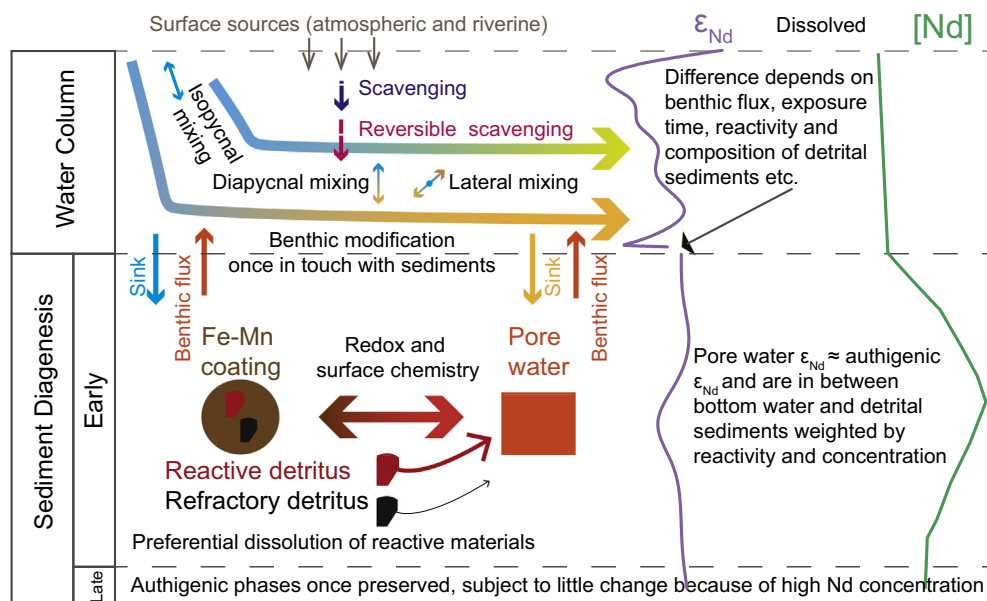 Surface sources (atmospheric and riverine)
εNd
Dissolved
[Nd]
Water Column
Isopycnal
mixing
Scavenging
Reversible scavenging
Diapycnal mixing
Lateral mixing
Benthic modification
once in touch with sediments
Difference depends on
benthic flux, exposure
time, reactivity and
composition of detrital
sediments etc.
Sink
Benthic flux
Sink
Benthic flux
Sediment Diagenesis
Early
Fe-Mn
coating
Redox and
surface chemistry
Pore
water
Reactive detritus
Refractory detritus
Preferential dissolution of reactive materials
Pore water εNd ≈ authigenic
εNd and are in between
bottom water and detrital
sediments weighted by
reactivity and concentration
Late
Authigenic phases once preserved, subject to little change because of high Nd concentration